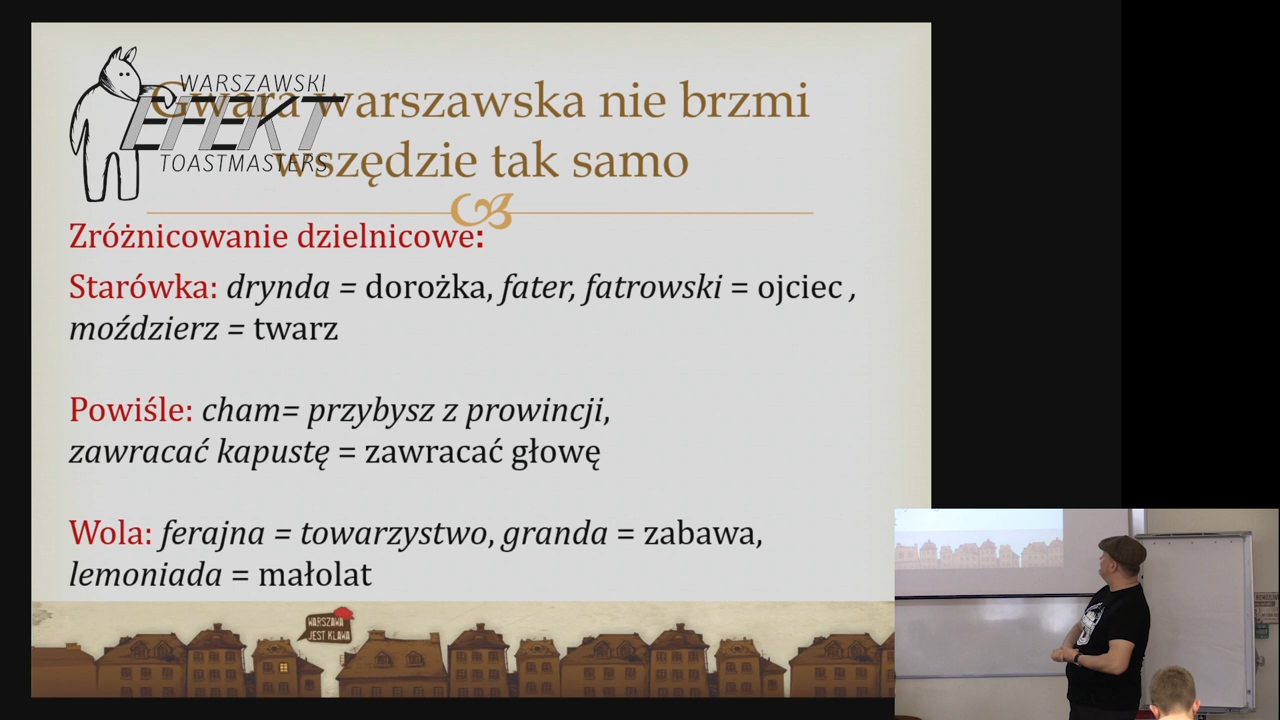 WARSZAWSKI
EFEKT
TOASTMASTERS
Gwara warszawska nie brzmi
wszędzie tak samo
Zróżnicowanie dzielnicowe:
Starówka: drynda = dorożka, fater, fatrowski = ojciec ,
moździerz = twarz
Powiśle: cham= przybysz z prowincji,
zawracać kapustę = zawracać głowę
Wola: ferajna = towarzystwo, granda = zabawa,
lemoniada = małolat
WARSZAWA
JEST KLAWA